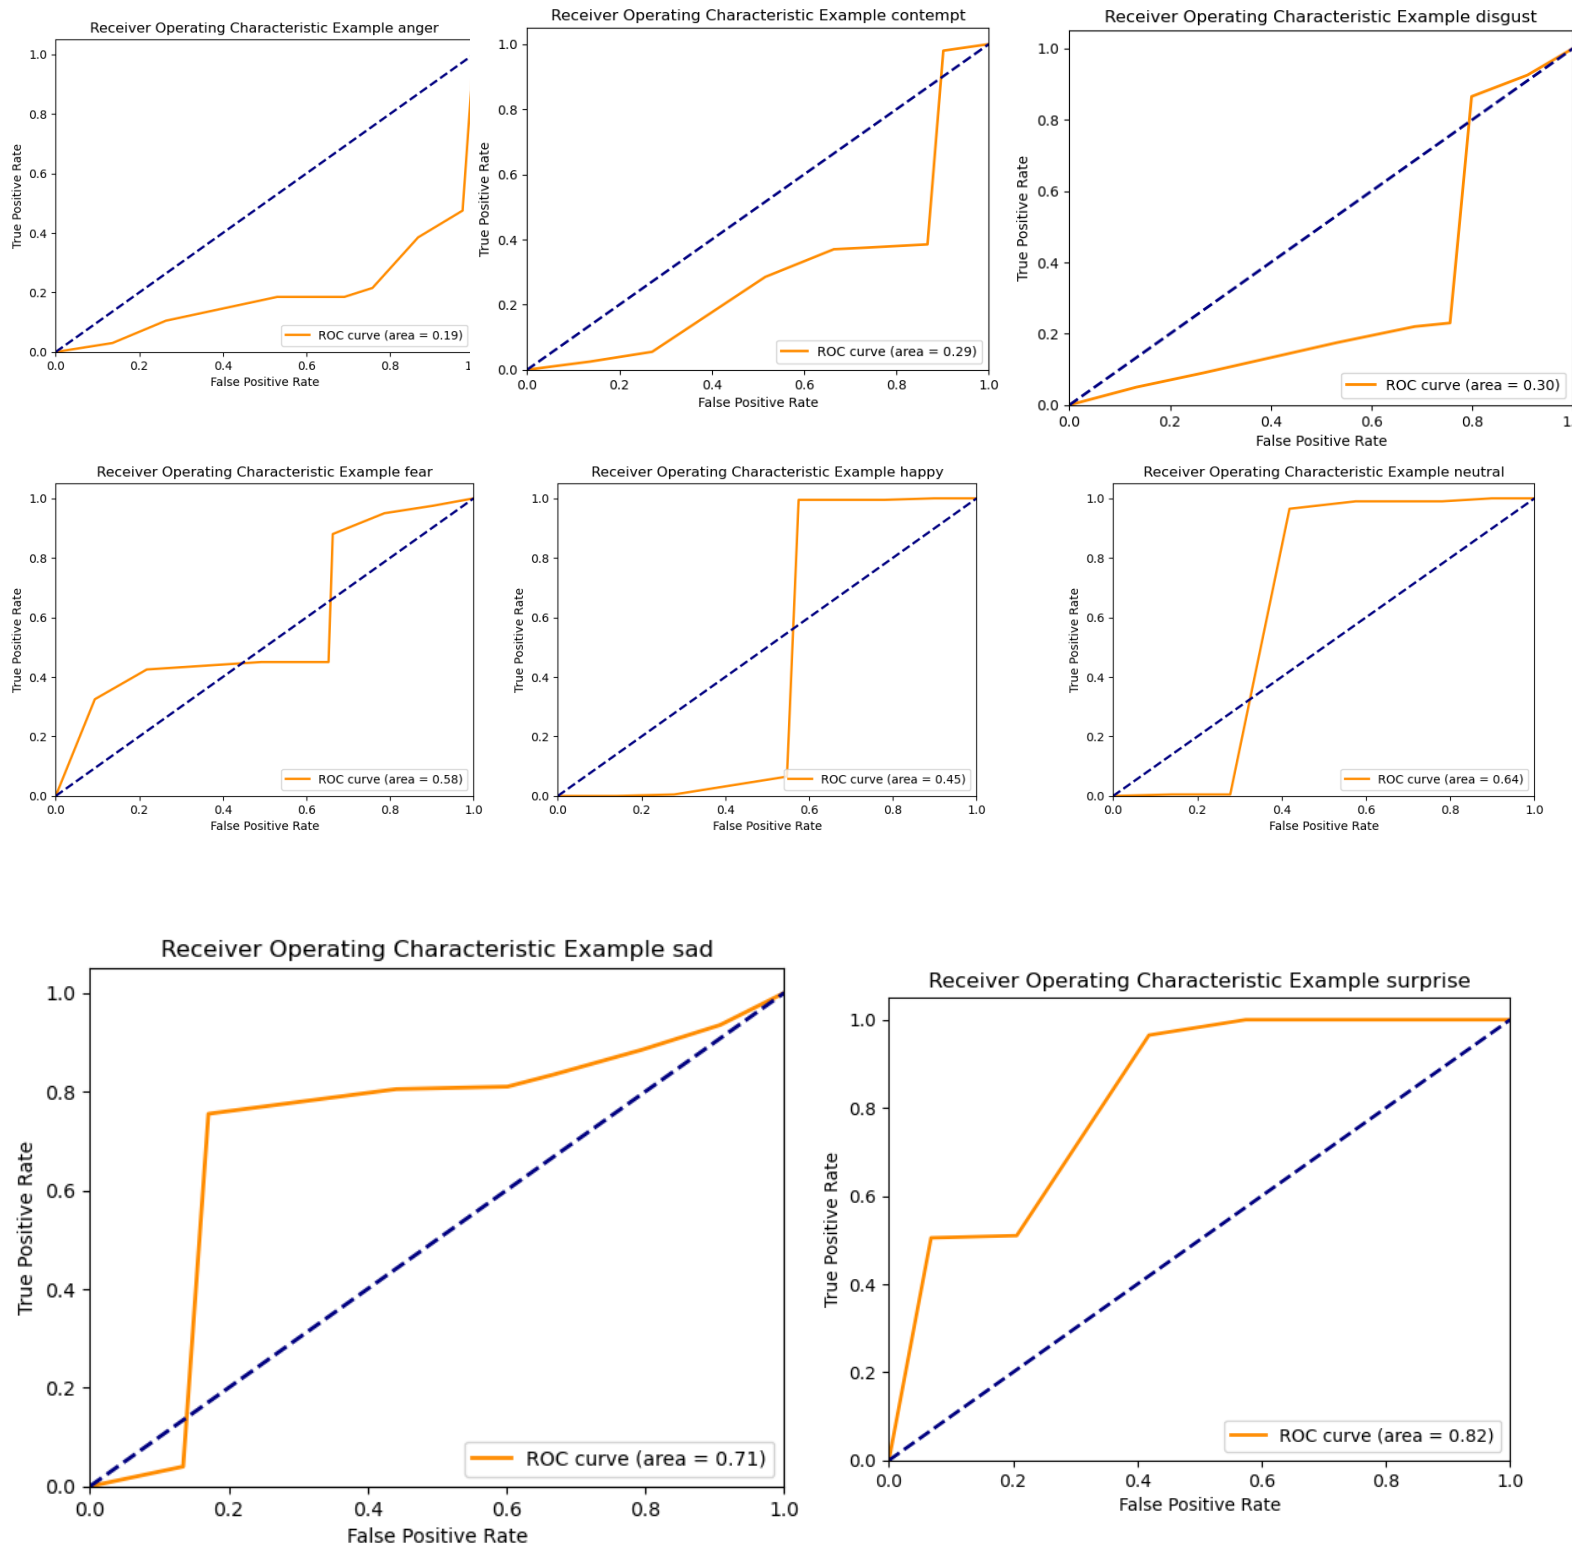 Receiver Operating Characteristic Example anger
1.0
0.8
0.6
0.4
0.2
0.0
True Positive Rate
ROC curve (area = 0.19)
0.0 0.2 0.4 0.6 0.8 1
False Positive Rate
Receiver Operating Characteristic Example contempt
1.0
0.8
0.6
0.4
0.2
0.0
True Positive Rate
ROC curve (area = 0.29)
0.0 0.2 0.4 0.6 0.8 1.0
False Positive Rate
Receiver Operating Characteristic Example disgust
1.0
0.8
0.6
0.4
0.2
0.0
True Positive Rate
ROC curve (area = 0.30)
0.0 0.2 0.4 0.6 0.8 1
False Positive Rate
Receiver Operating Characteristic Example fear
1.0
0.8
0.6
0.4
0.2
0.0
True Positive Rate
ROC curve (area = 0.58)
0.0 0.2 0.4 0.6 0.8 1.0
False Positive Rate
Receiver Operating Characteristic Example happy
1.0
0.8
0.6
0.4
0.2
0.0
True Positive Rate
ROC curve (area = 0.45)
0.0 0.2 0.4 0.6 0.8 1.0
False Positive Rate
Receiver Operating Characteristic Example neutral
1.0
0.8
0.6
0.4
0.2
0.0
True Positive Rate
ROC curve (area = 0.64)
0.0 0.2 0.4 0.6 0.8 1.0
False Positive Rate
Receiver Operating Characteristic Example sad
1.0
0.8
0.6
0.4
0.2
0.0
True Positive Rate
ROC curve (area = 0.71)
0.0 0.2 0.4 0.6 0.8 1.0
False Positive Rate
Receiver Operating Characteristic Example surprise
1.0
0.8
0.6
0.4
0.2
0.0
True Positive Rate
ROC curve (area = 0.82)
0.0 0.2 0.4 0.6 0.8 1.0
False Positive Rate